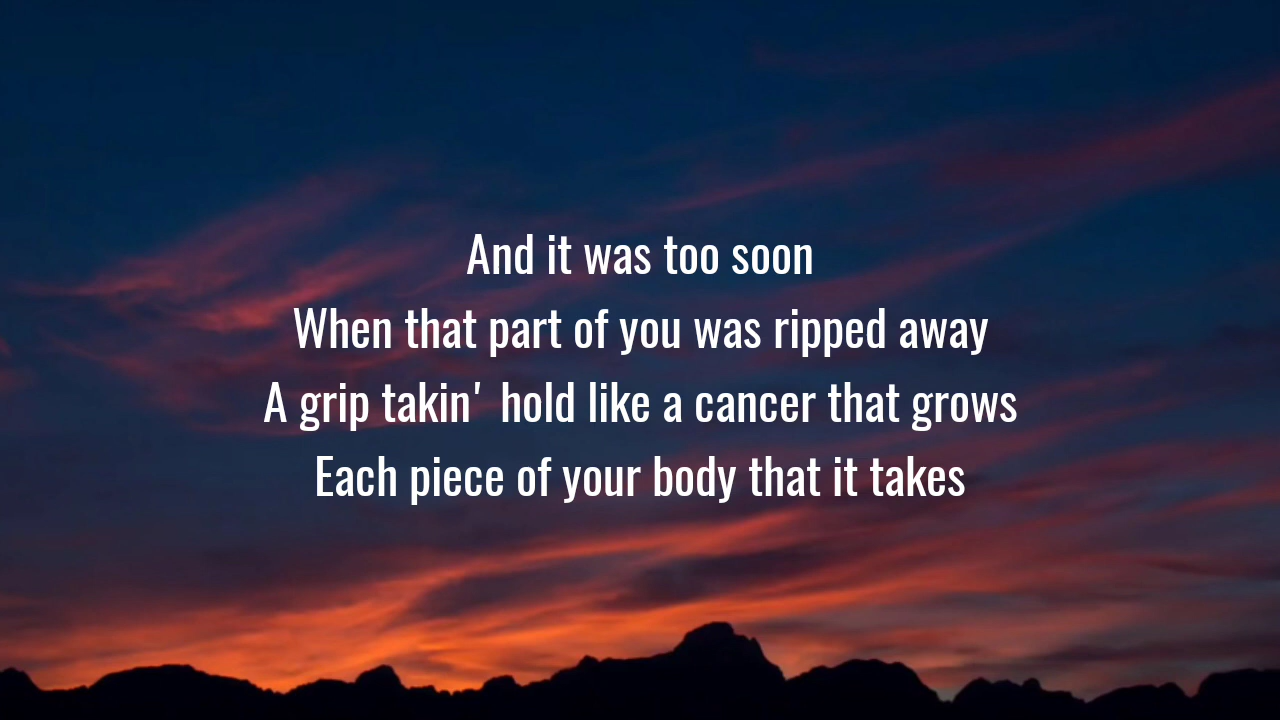 And it was too soon
When that part of you was ripped away
A grip takin' hold like a cancer that grows
Each piece of your body that it takes